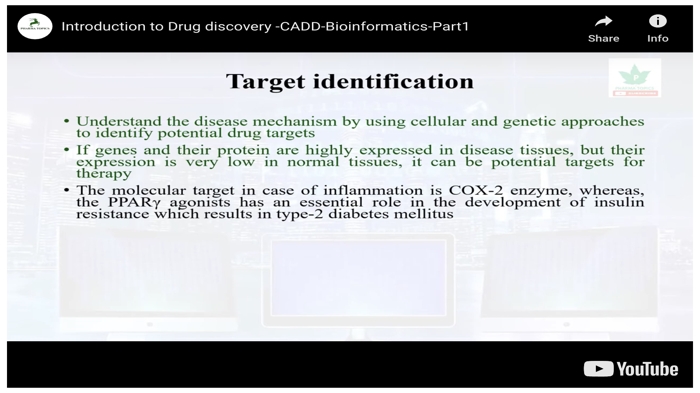 Introduction to Drug discovery -CADD-Bioinformatics-Part1
Share
Info
Target identification
• Understand the disease mechanism by using cellular and genetic approaches
to identify potential drug targets
• If genes and their protein are highly expressed in disease tissues, but their
expression is very low in normal tissues, it can be potential targets for
therapy
• The molecular target in case of inflammation is COX-2 enzyme, whereas,
the PPARγ agonists has an essential role in the development of insulin
resistance which results in type-2 diabetes mellitus
YouTube